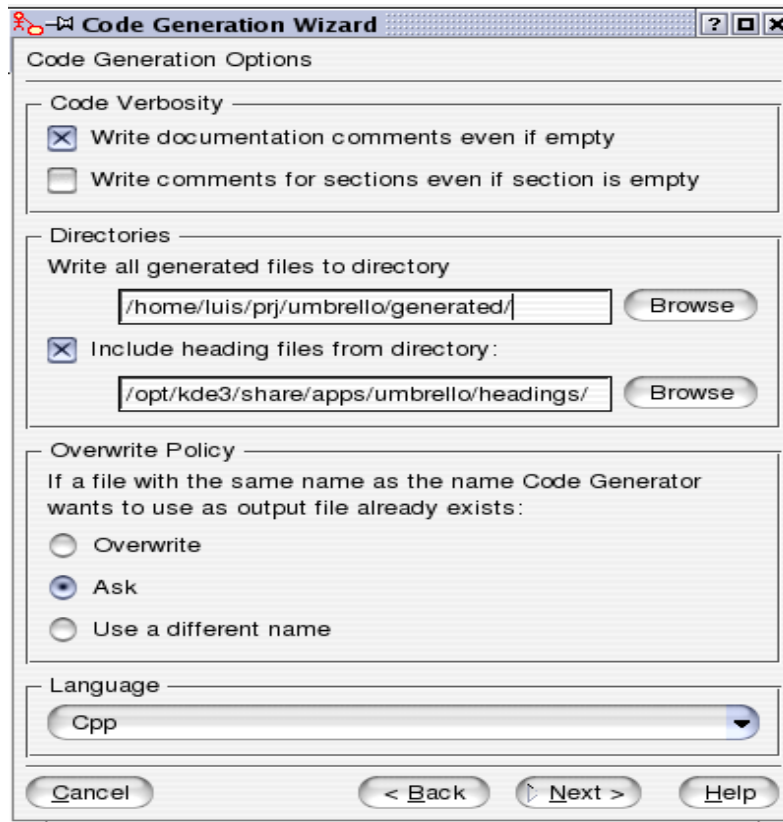 Code Generation Wizard
Code Generation Options
Code Verbosity
Write documentation comments even if empty
Write comments for sections even if section is empty
Directories
Write all generated files to directory
/home/luis/prj/umbrello/generated/
Browse
Include heading files from directory:
/opt/kde3/share/apps/umbrello/headings/
Browse
Overwrite Policy
If a file with the same name as the name Code Generator
wants to use as output file already exists:
Overwrite
Ask
Use a different name
Language
Cpp
Cancel
< Back
Next >
Help